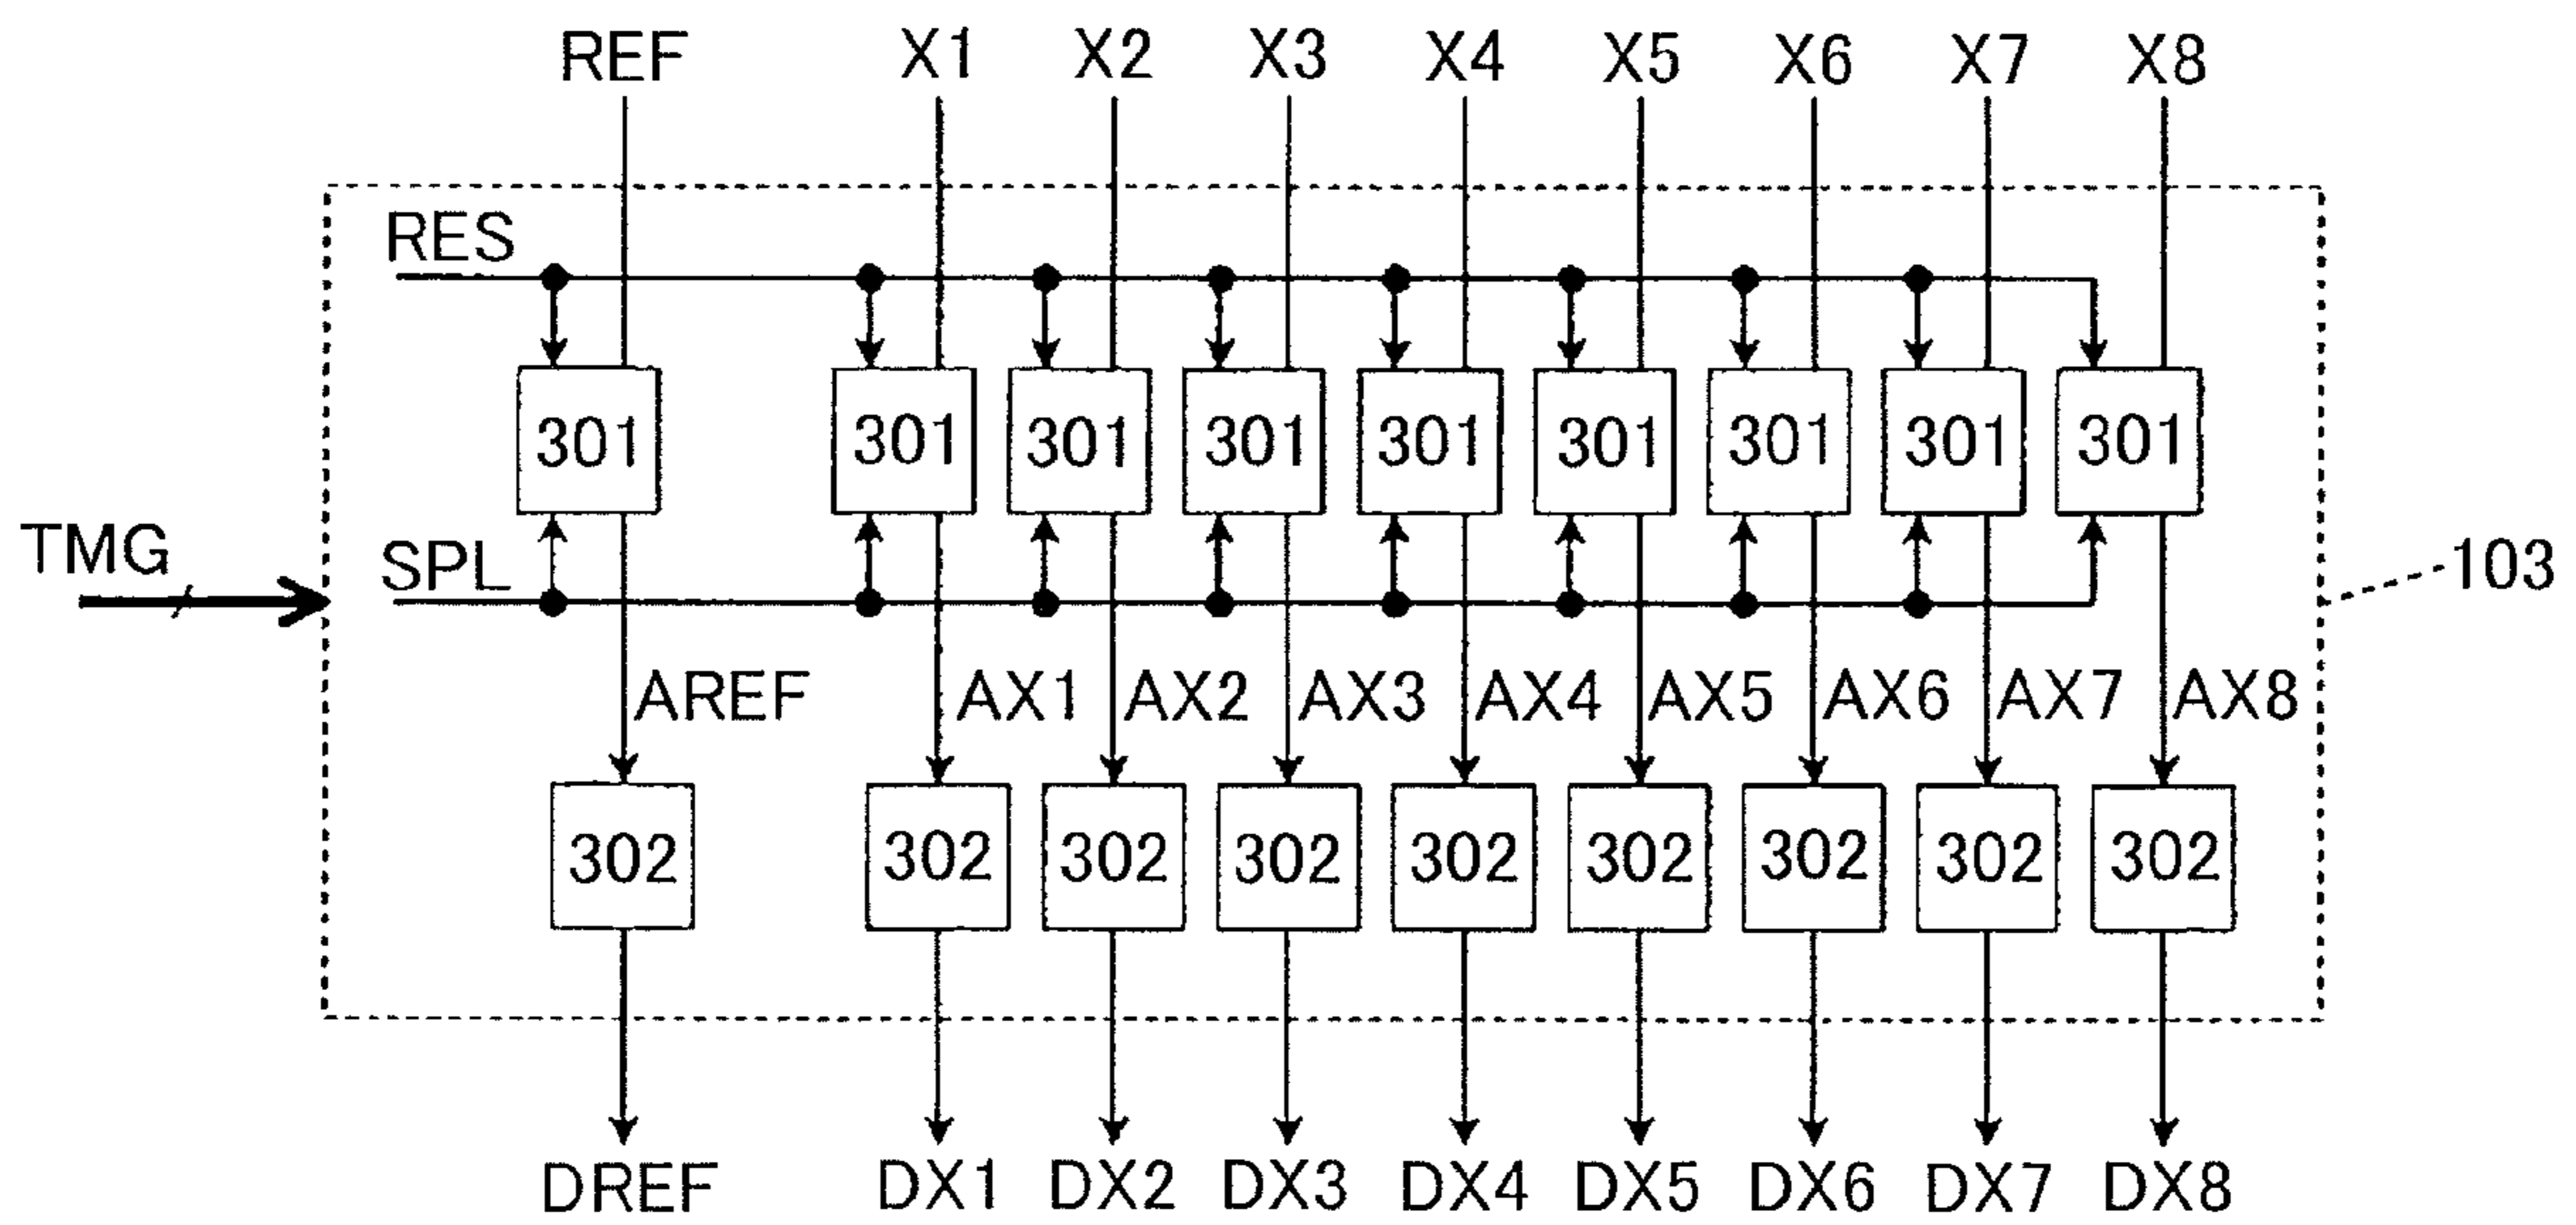 REF X1 X2 X3 X4 X5 X6 X7 X8
RES
301 301 301 301 301 301 301 301 301
TMG SPL 103
AREF AX1 AX2 AX3 AX4 AX5 AX6 AX7 AX8
302 302 302 302 302 302 302 302 302
DREF DX1 DX2 DX3 DX4 DX5 DX6 DX7 DX8